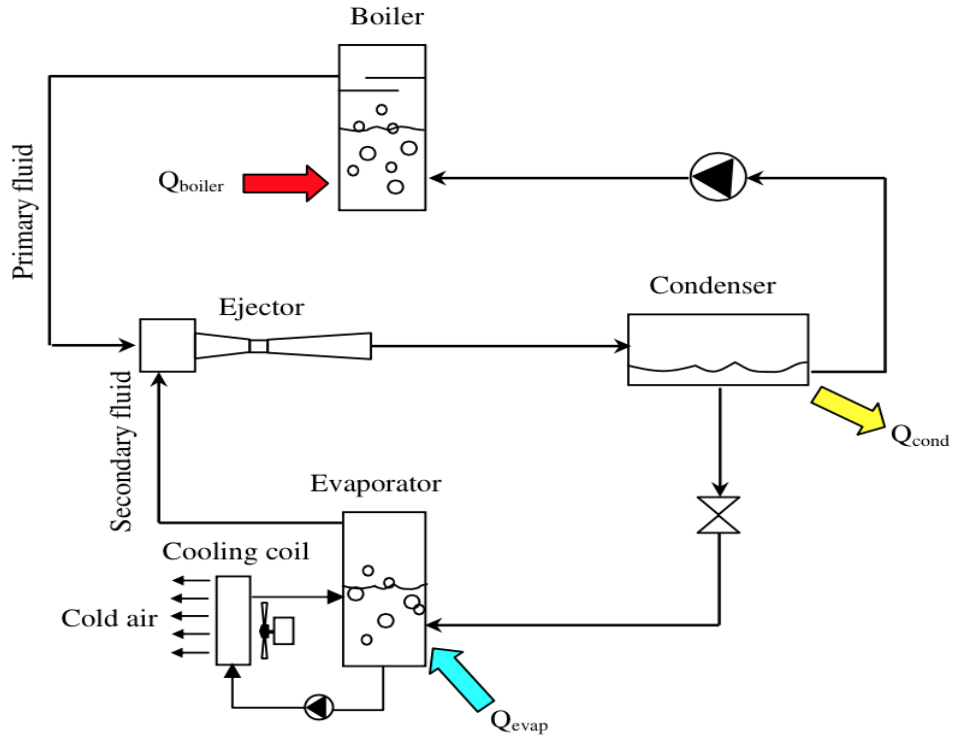 Boiler
Primary fluid
Qboiler
Ejector
Condenser
Qcond
Secondary fluid
Evaporator
Cooling coil
Cold air
Qevap